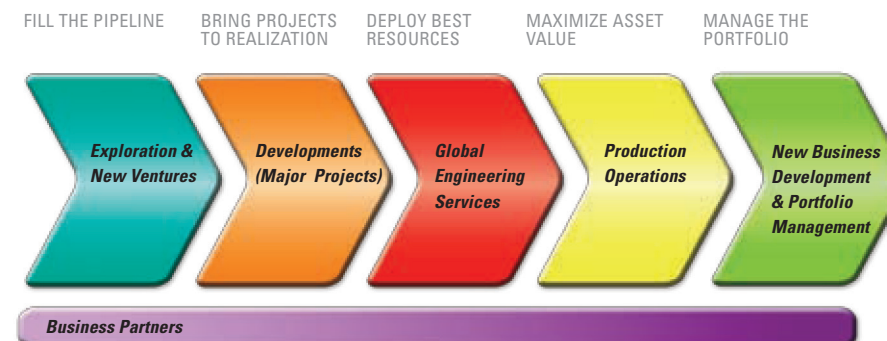 FILL THE PIPELINE
BRING PROJECTS
TO REALIZATION
DEPLOY BEST
RESOURCES
MAXIMIZE ASSET
VALUE
MANAGE THE
PORTFOLIO
Exploration &
New Ventures
Developments
(Major Projects)
Global
Engineering
Services
Production
Operations
New Business
Development
& Portfolio
Management
Business Partners